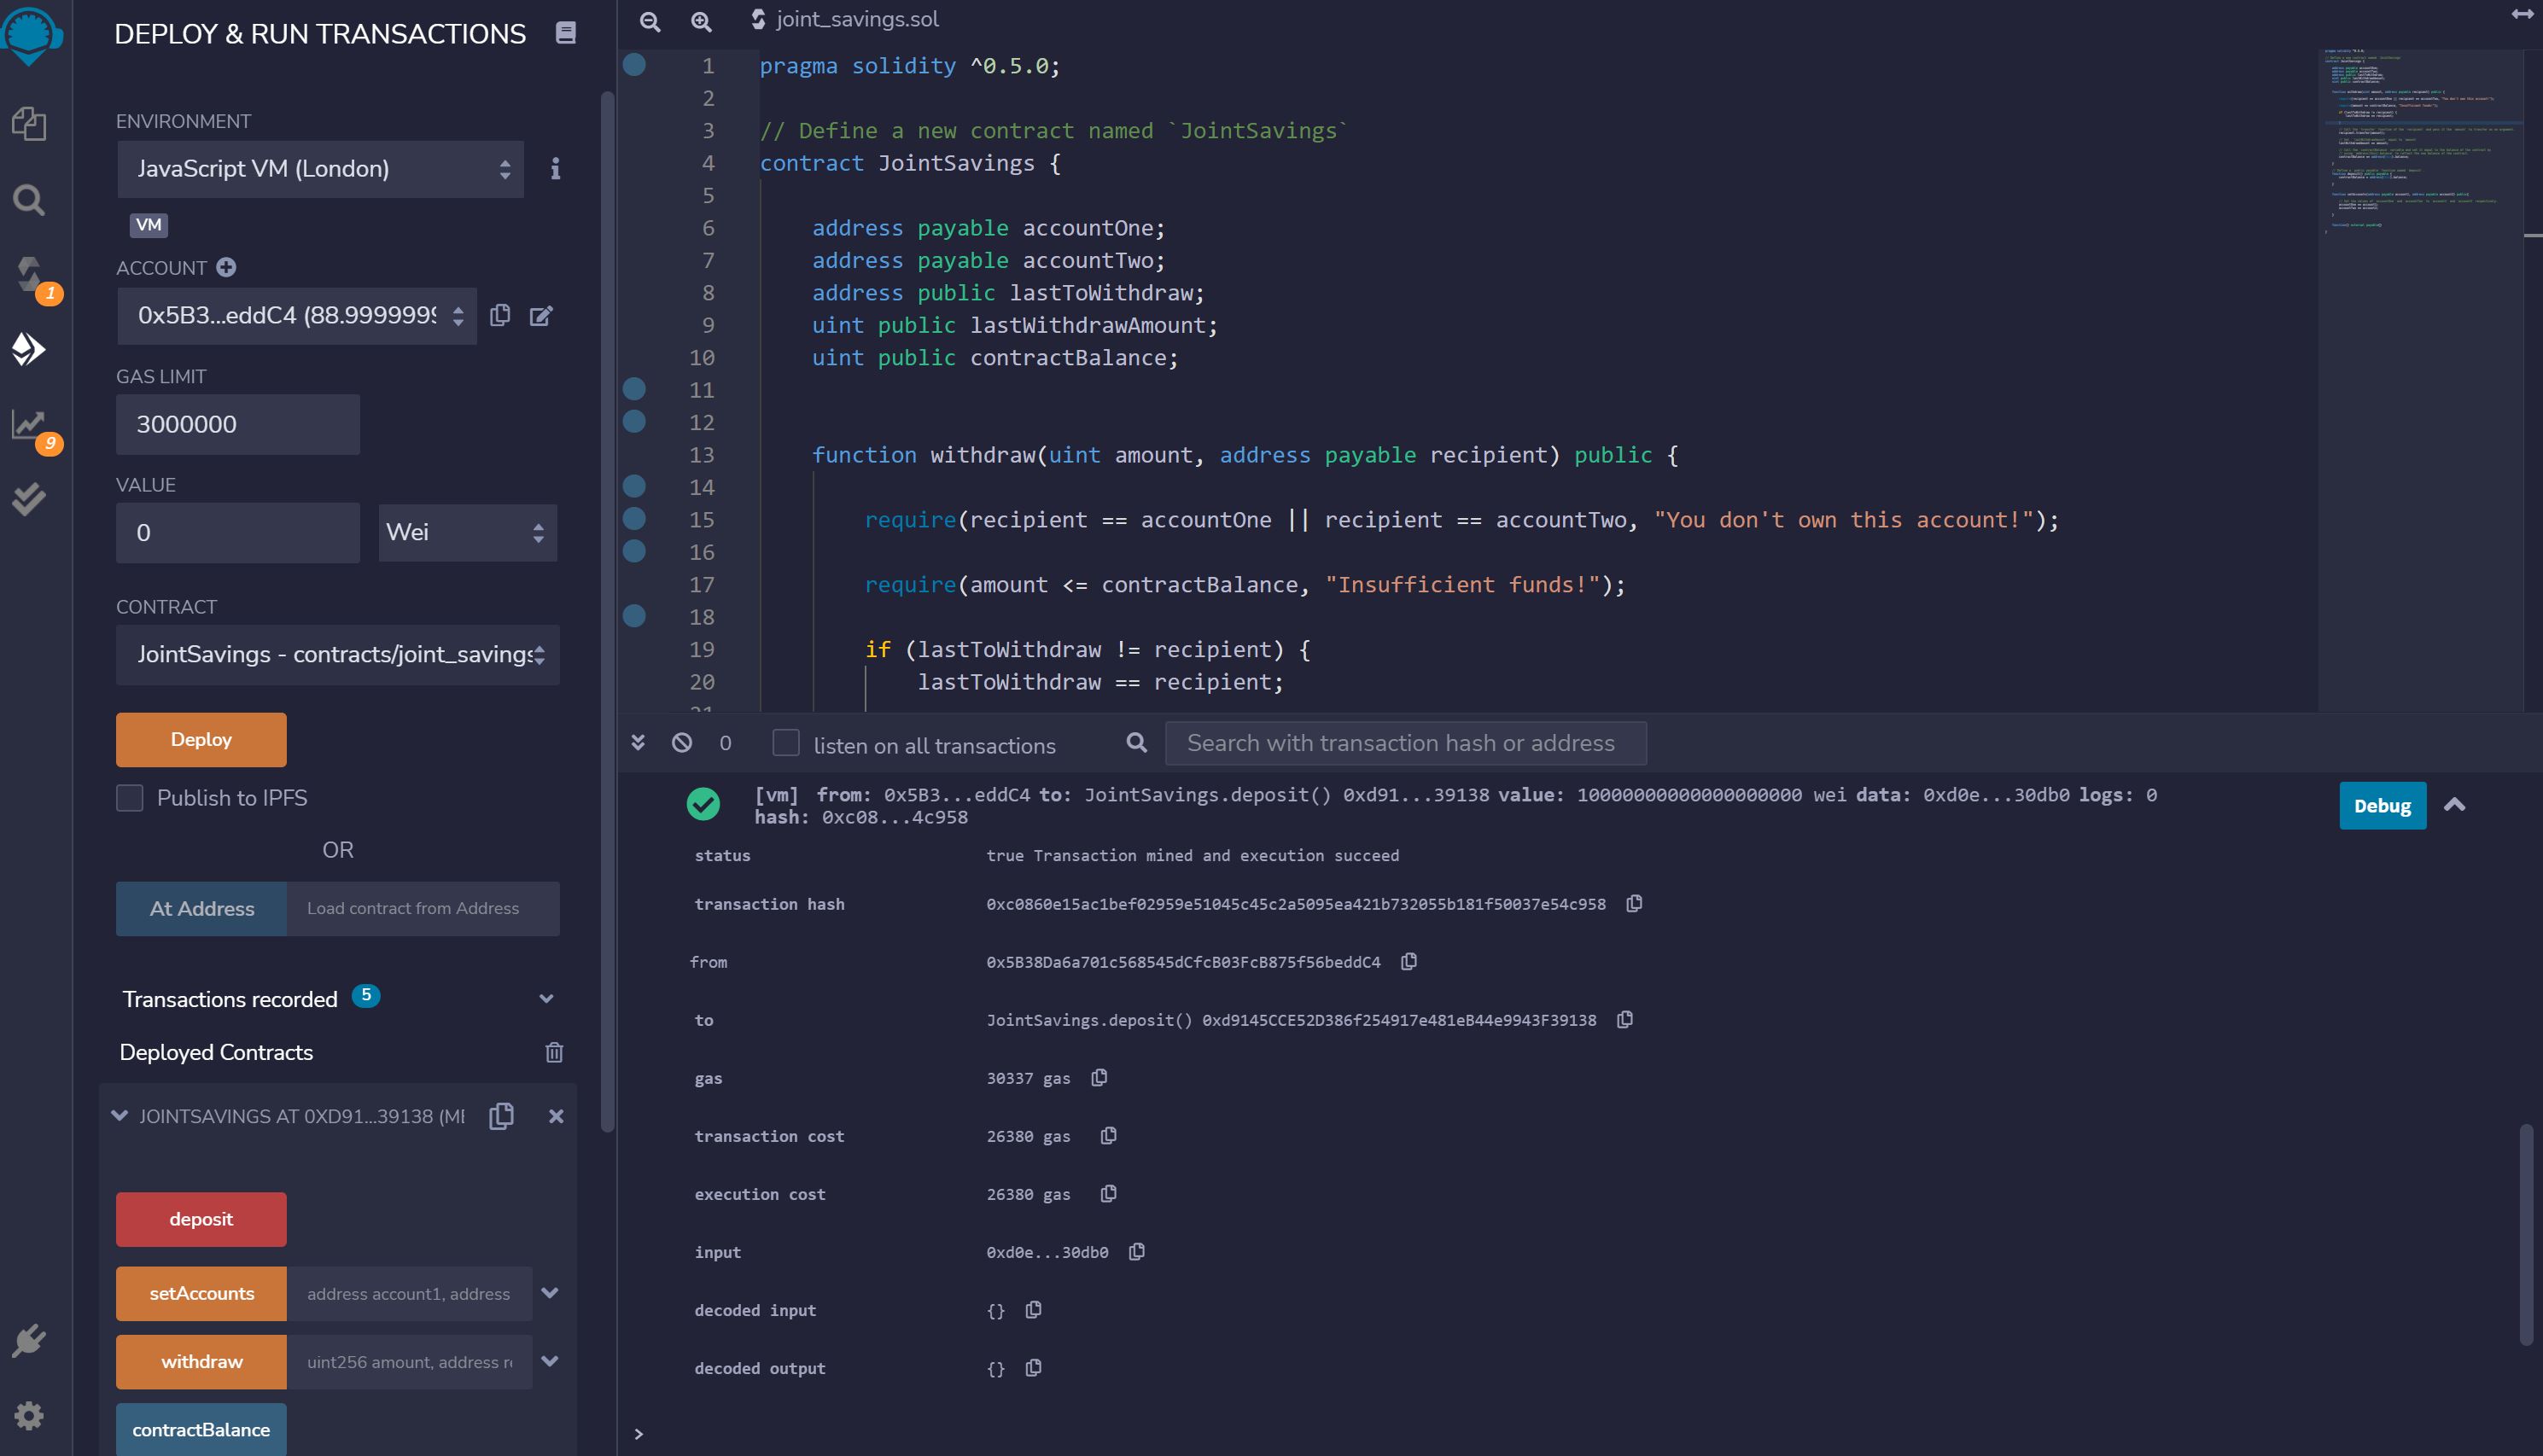 DEPLOY & RUN TRANSACTIONS
ENVIRONMENT
JavaScript VM (London)
VM
ACCOUNT
0x5B3...eddC4 (88.9999999
GAS LIMIT
3000000
VALUE
0
Wei
CONTRACT
JointSavings - contracts/joint_savings
Deploy
Publish to IPFS
OR
At Address
Load contract from Address
Transactions recorded 5
Deployed Contracts
JOINTSAVINGS AT 0XD91...39138 (ME
deposit
setAccounts
address account1, address
withdraw
uint256 amount, address re
contractBalance
1
9
joint_savings.sol
1 pragma solidity ^0.5.0;
2
3 // Define a new contract named `JointSavings`
4 contract JointSavings {
5
6 address payable accountOne;
7 address payable accountTwo;
8 address public lastToWithdraw;
9 uint public lastWithdrawAmount;
10 uint public contractBalance;
11
12
13 function withdraw(uint amount, address payable recipient) public {
14
15 require(recipient == accountOne || recipient == accountTwo, "You don't own this account!");
16
17 require(amount <= contractBalance, "Insufficient funds!");
18
19 if (lastToWithdraw != recipient) {
20 lastToWithdraw == recipient;
21
0
listen on all transactions
Search with transaction hash or address
[vm] from: 0x5B3...eddC4 to: JointSavings.deposit() 0xd91...39138 value: 10000000000000000000 wei data: 0xd0e...30db0 logs: 0
hash: 0xc08...4c958
Debug
status true Transaction mined and execution succeed
transaction hash 0xc0860e15ac1bef02959e51045c45c2a5095ea421b732055b181f50037e54c958
from 0x5B38Da6a701c568545dCfcB03FcB875f56beddC4
to JointSavings.deposit() 0xd9145CCE52D386f254917e481eB44e9943F39138
gas 30337 gas
transaction cost 26380 gas
execution cost 26380 gas
input 0xd0e...30db0
decoded input {}
decoded output {}
>